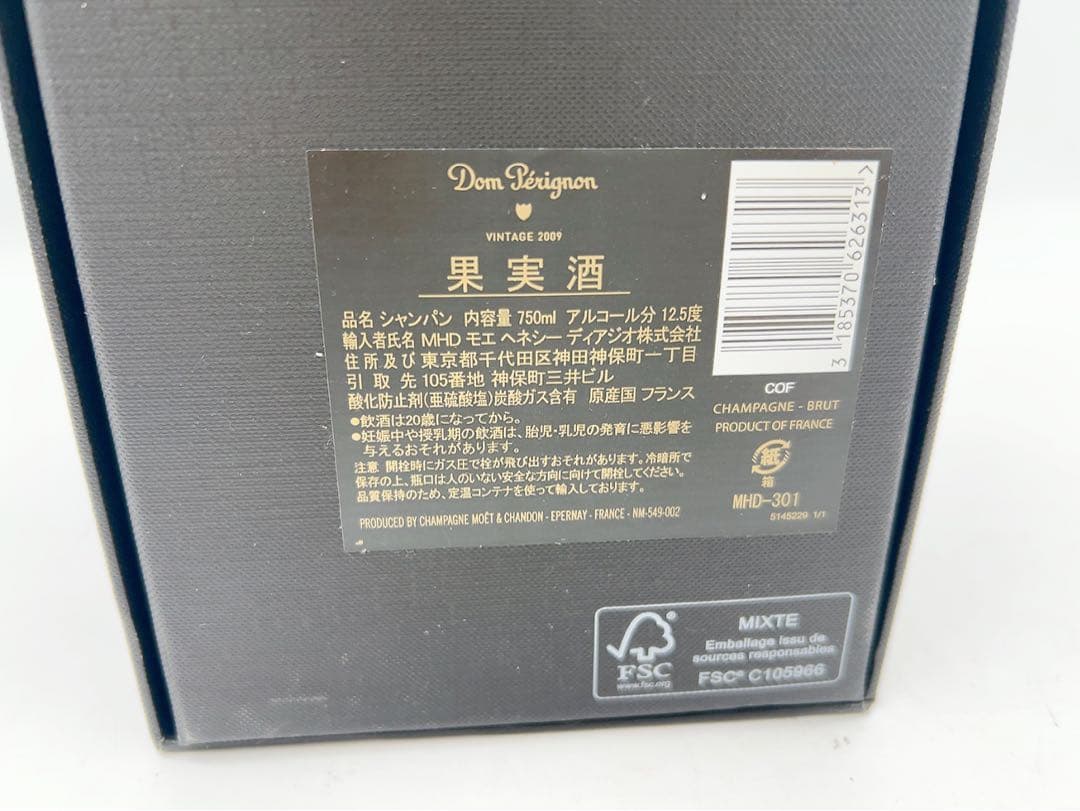 Dom Pérignon
VINTAGE 2009
果実酒
品名 シャンパン 内容量 750ml アルコール分 12.5度
輸入者氏名 MHD モエ ヘネシー ディアジオ株式会社
住所及び 東京都千代田区神田神保町一丁目
引取先 105番地 神保町三井ビル
酸化防止剤(亜硫酸塩)炭酸ガス含有 原産国 フランス
●飲酒は20歳になってから。
●妊娠中や授乳期の飲酒は、胎児・乳児の発育に悪影響を
与えるおそれがあります。
注意 開栓時にガス圧で栓が飛び出すおそれがあります。冷暗所で
保存の上、瓶口は人のいない安全な方向に向けて開栓してください。
品質保持のため、定温コンテナを使って輸入しております。
PRODUCED BY CHAMPAGNE MOËT & CHANDON - EPERNAY - FRANCE - NM-549-002
3 185370 626313 >
COF
CHAMPAGNE - BRUT
PRODUCT OF FRANCE
紙
箱
MHD-301
5145229 1/1
FSC
www.fsc.org
MIXTE
Emballage issu de
sources responsables
FSC® C105966